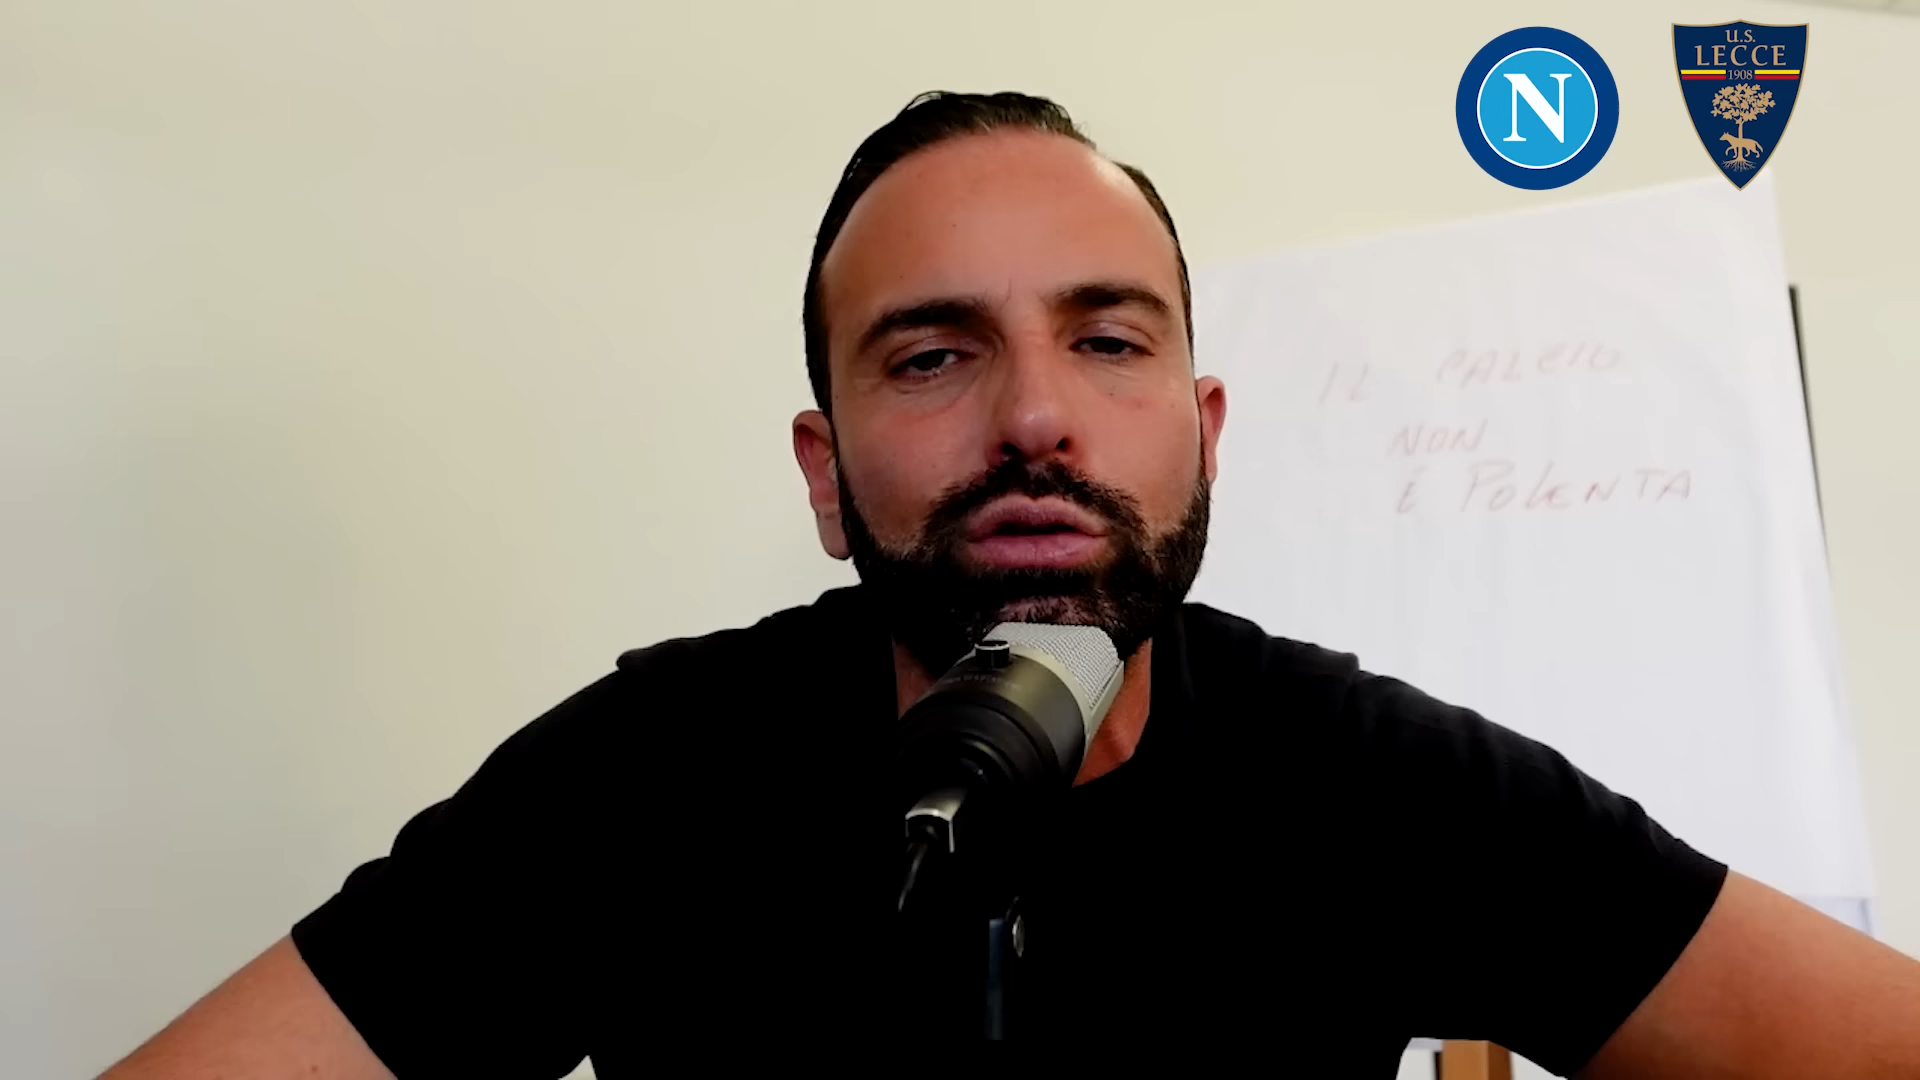 N
U.S.
LECCE
1908
IL CALCIO
NON
È POLENTA